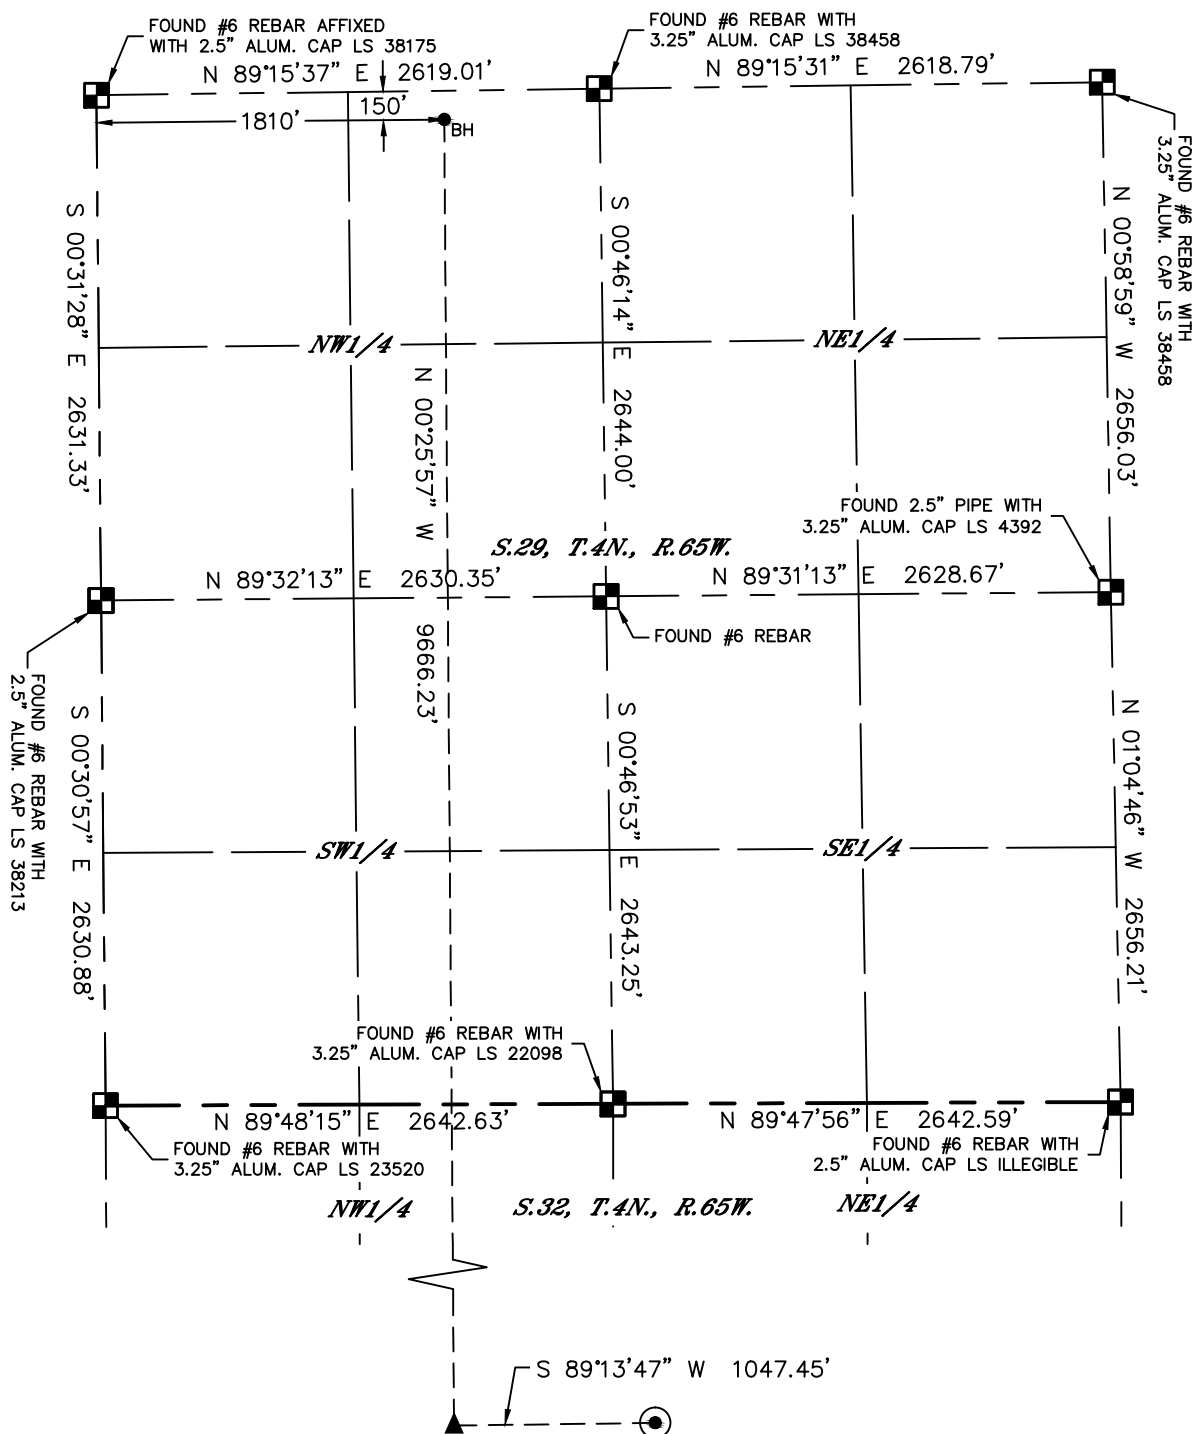 FOUND #6 REBAR AFFIXED
WITH 2.5" ALUM. CAP LS 38175
FOUND #6 REBAR WITH
3.25" ALUM. CAP LS 38458
N 89°15'37" E 2619.01'
N 89°15'31" E 2618.79'
150'
1810'
BH
FOUND #6 REBAR WITH
3.25" ALUM. CAP LS 38458
S 00°31'28" E 2631.33'
S 00°46'14" E 2644.00'
N 00°58'59" W 2656.03'
NW1/4
NE1/4
N 00°25'57" W 9666.23'
FOUND 2.5" PIPE WITH
3.25" ALUM. CAP LS 4392
S.29, T.4N., R.65W.
N 89°32'13" E 2630.35'
N 89°31'13" E 2628.67'
FOUND #6 REBAR
FOUND #6 REBAR WITH
2.5" ALUM. CAP LS 38213
S 00°30'57" E 2630.88'
S 00°46'53" E 2643.25'
N 01°04'46" W 2656.21'
SW1/4
SE1/4
FOUND #6 REBAR WITH
3.25" ALUM. CAP LS 22098
N 89°48'15" E 2642.63'
N 89°47'56" E 2642.59'
FOUND #6 REBAR WITH
3.25" ALUM. CAP LS 23520
FOUND #6 REBAR WITH
2.5" ALUM. CAP LS ILLEGIBLE
NW1/4
S.32, T.4N., R.65W.
NE1/4
S 89°13'47" W 1047.45'